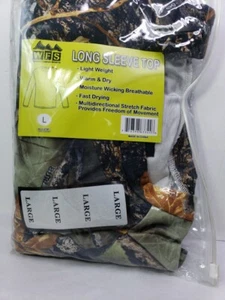 WFS
LONG SLEEVE TOP
• Light Weight
• Warm & Dry
• Moisture Wicking Breathable
• Fast Drying
• Multidirectional Stretch Fabric
Provides Freedom of Movement
L
LARGE
LARGE
LARGE
LARGE